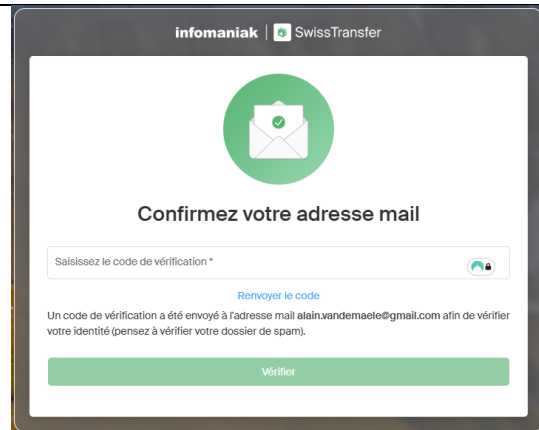 infomaniak | SwissTransfer
Confirmez votre adresse mail
Saisissez le code de vérification *
Renvoyer le code
Un code de vérification a été envoyé à l'adresse mail alain.vandemaele@gmail.com afin de vérifier
votre identité (pensez à vérifier votre dossier de spam).
Vérifier